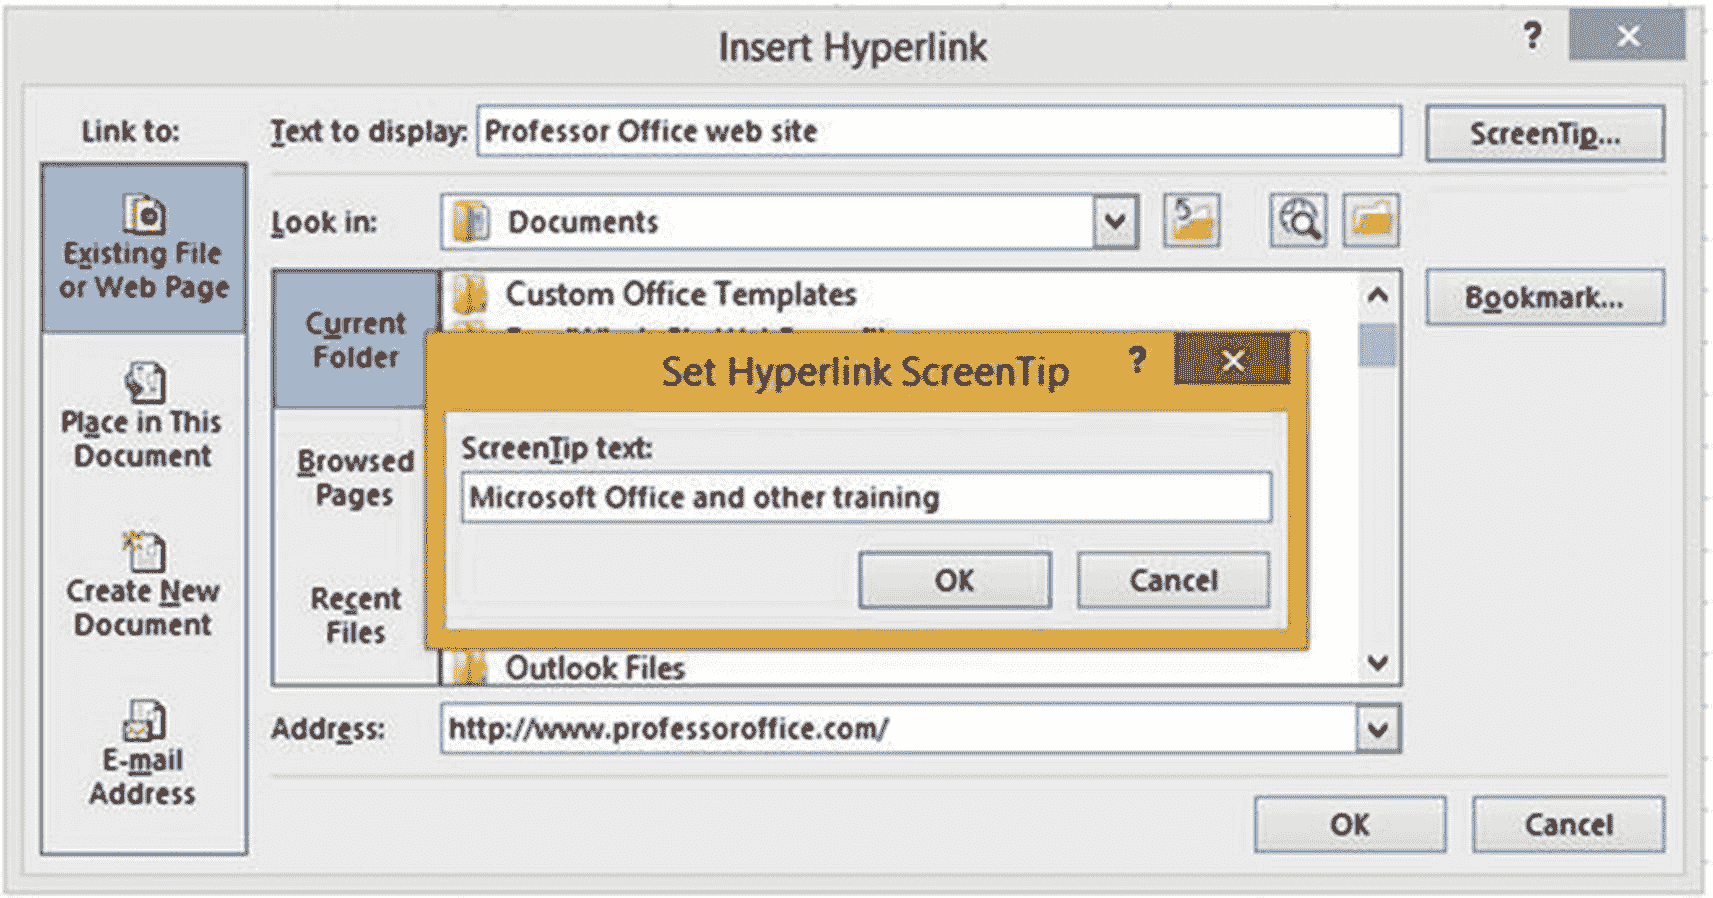 Insert Hyperlink
?
Link to:
Text to display: Professor Office web site
ScreenTip...
Existing File
or Web Page
Look in: Documents
Place in This
Document
Create New
Document
E-mail
Address
Current
Folder
Browsed
Pages
Recent
Files
Custom Office Templates
Bookmark...
Set Hyperlink ScreenTip
?
ScreenTip text:
Microsoft Office and other training
OK Cancel
Outlook Files
Address: http://www.professoroffice.com/
OK Cancel